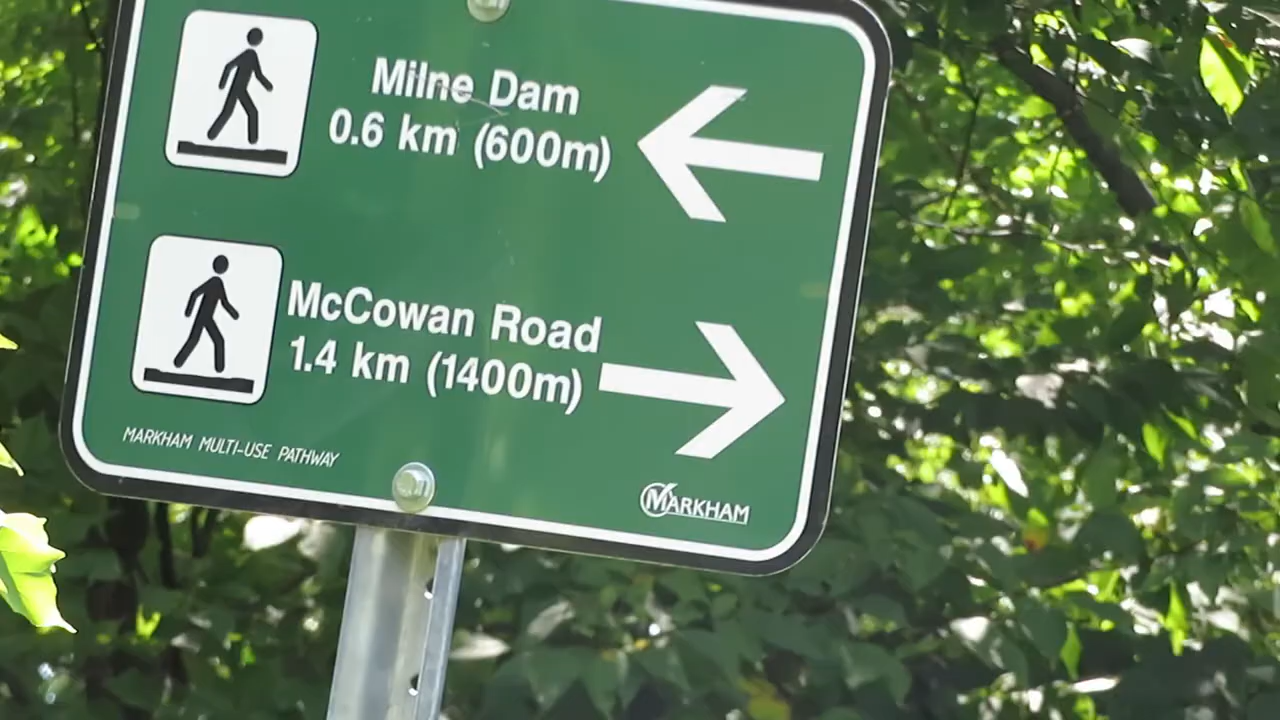 Milne Dam
0.6 km (600m)
McCowan Road
1.4 km (1400m)
MARKHAM MULTI-USE PATHWAY
MARKHAM